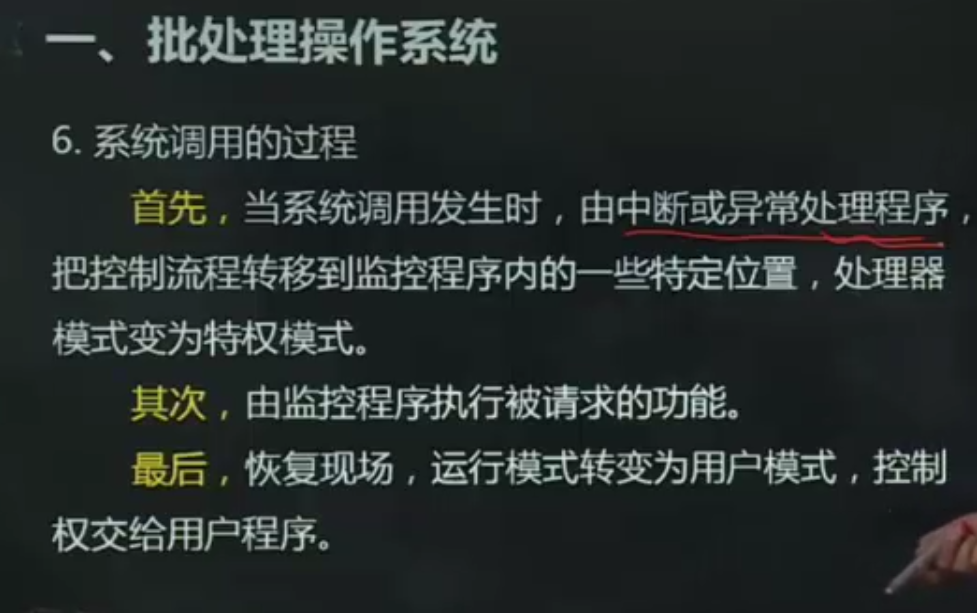 一、批处理操作系统
6. 系统调用的过程
首先，当系统调用发生时，由中断或异常处理程序，
把控制流程转移到监控程序内的一些特定位置，处理器
模式变为特权模式。
其次，由监控程序执行被请求的功能。
最后，恢复现场，运行模式转变为用户模式，控制
权交给用户程序。